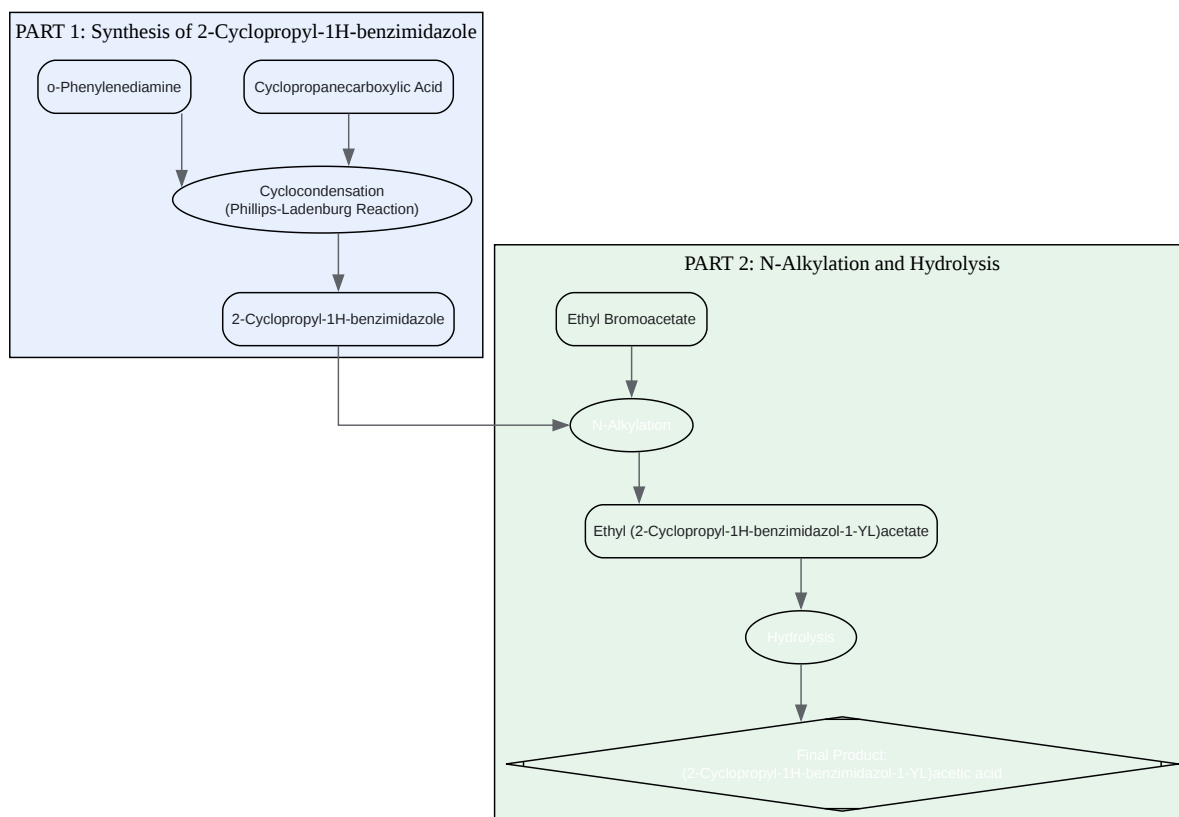 PART 1: Synthesis of 2-Cyclopropyl-1H-benzimidazole
o-Phenylenediamine
Cyclopropanecarboxylic Acid
Cyclocondensation
(Phillips-Ladenburg Reaction)
2-Cyclopropyl-1H-benzimidazole
PART 2: N-Alkylation and Hydrolysis
Ethyl Bromoacetate
N-Alkylation
Ethyl (2-Cyclopropyl-1H-benzimidazol-1-YL)acetate
Hydrolysis
Final Product:
(2-Cyclopropyl-1H-benzimidazol-1-YL)acetic acid